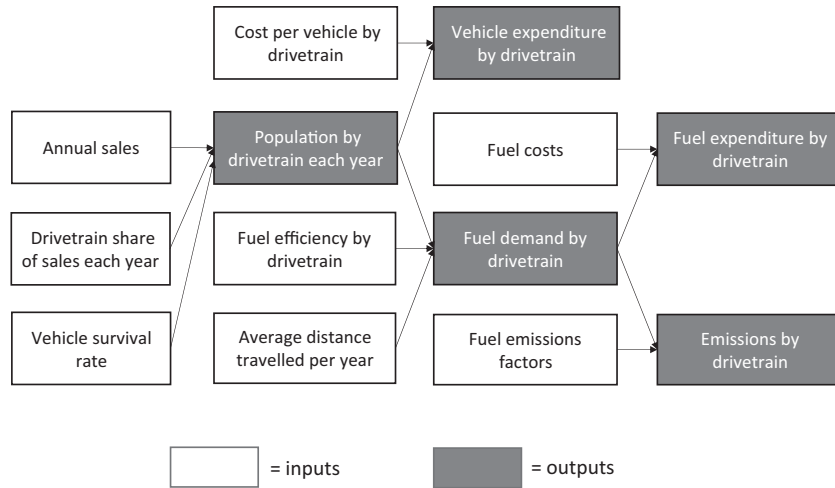 Cost per vehicle by
drivetrain
Vehicle expenditure
by drivetrain
Annual sales
Population by
drivetrain each year
Fuel costs
Fuel expenditure by
drivetrain
Drivetrain share
of sales each year
Fuel efficiency by
drivetrain
Fuel demand by
drivetrain
Vehicle survival
rate
Average distance
travelled per year
Fuel emissions
factors
Emissions by
drivetrain
= inputs
= outputs